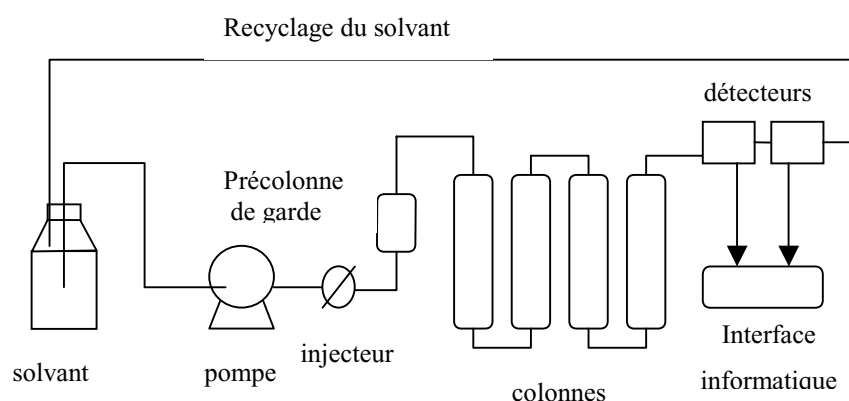 Recyclage du solvant
détecteurs
Précolonne
de garde
injecteur
solvant
pompe
colonnes
Interface
informatique